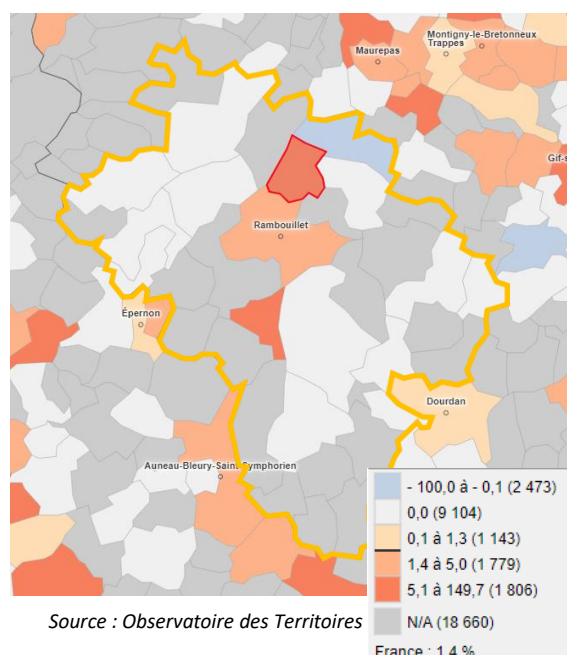 Montigny-le-Bretonneux
Maurepas
Trappes
Gif-s
Rambouillet
Épernon
Dourdan
Auneau-Bleury-Saint-Symphorien
- 100,0 à - 0,1 (2 473)
0,0 (9 104)
0,1 à 1,3 (1 143)
1,4 à 5,0 (1 779)
5,1 à 149,7 (1 806)
Source : Observatoire des Territoires
N/A (18 660)
France : 1,4 %